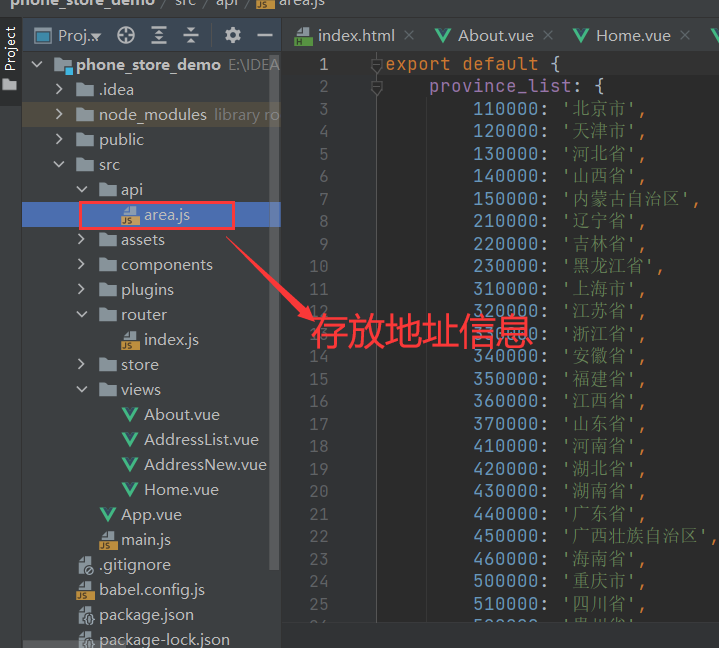 phone_store_demo / src / api / area.js
Project
Proj.
index.html
About.vue
Home.vue
phone_store_demo E:\IDEA
.idea
node_modules library ro
public
src
api
area.js
assets
components
plugins
router
index.js
store
views
About.vue
AddressList.vue
AddressNew.vue
Home.vue
App.vue
main.js
.gitignore
babel.config.js
package.json
package-lock.json
存放地址信息
1 export default {
2 province_list: {
3 110000: '北京市',
4 120000: '天津市',
5 130000: '河北省',
6 140000: '山西省',
7 150000: '内蒙古自治区',
8 210000: '辽宁省',
9 220000: '吉林省',
10 230000: '黑龙江省',
11 310000: '上海市',
12 320000: '江苏省',
13 330000: '浙江省',
14 340000: '安徽省',
15 350000: '福建省',
16 360000: '江西省',
17 370000: '山东省',
18 410000: '河南省',
19 420000: '湖北省',
20 430000: '湖南省',
21 440000: '广东省',
22 450000: '广西壮族自治区',
23 460000: '海南省',
24 500000: '重庆市',
25 510000: '四川省',